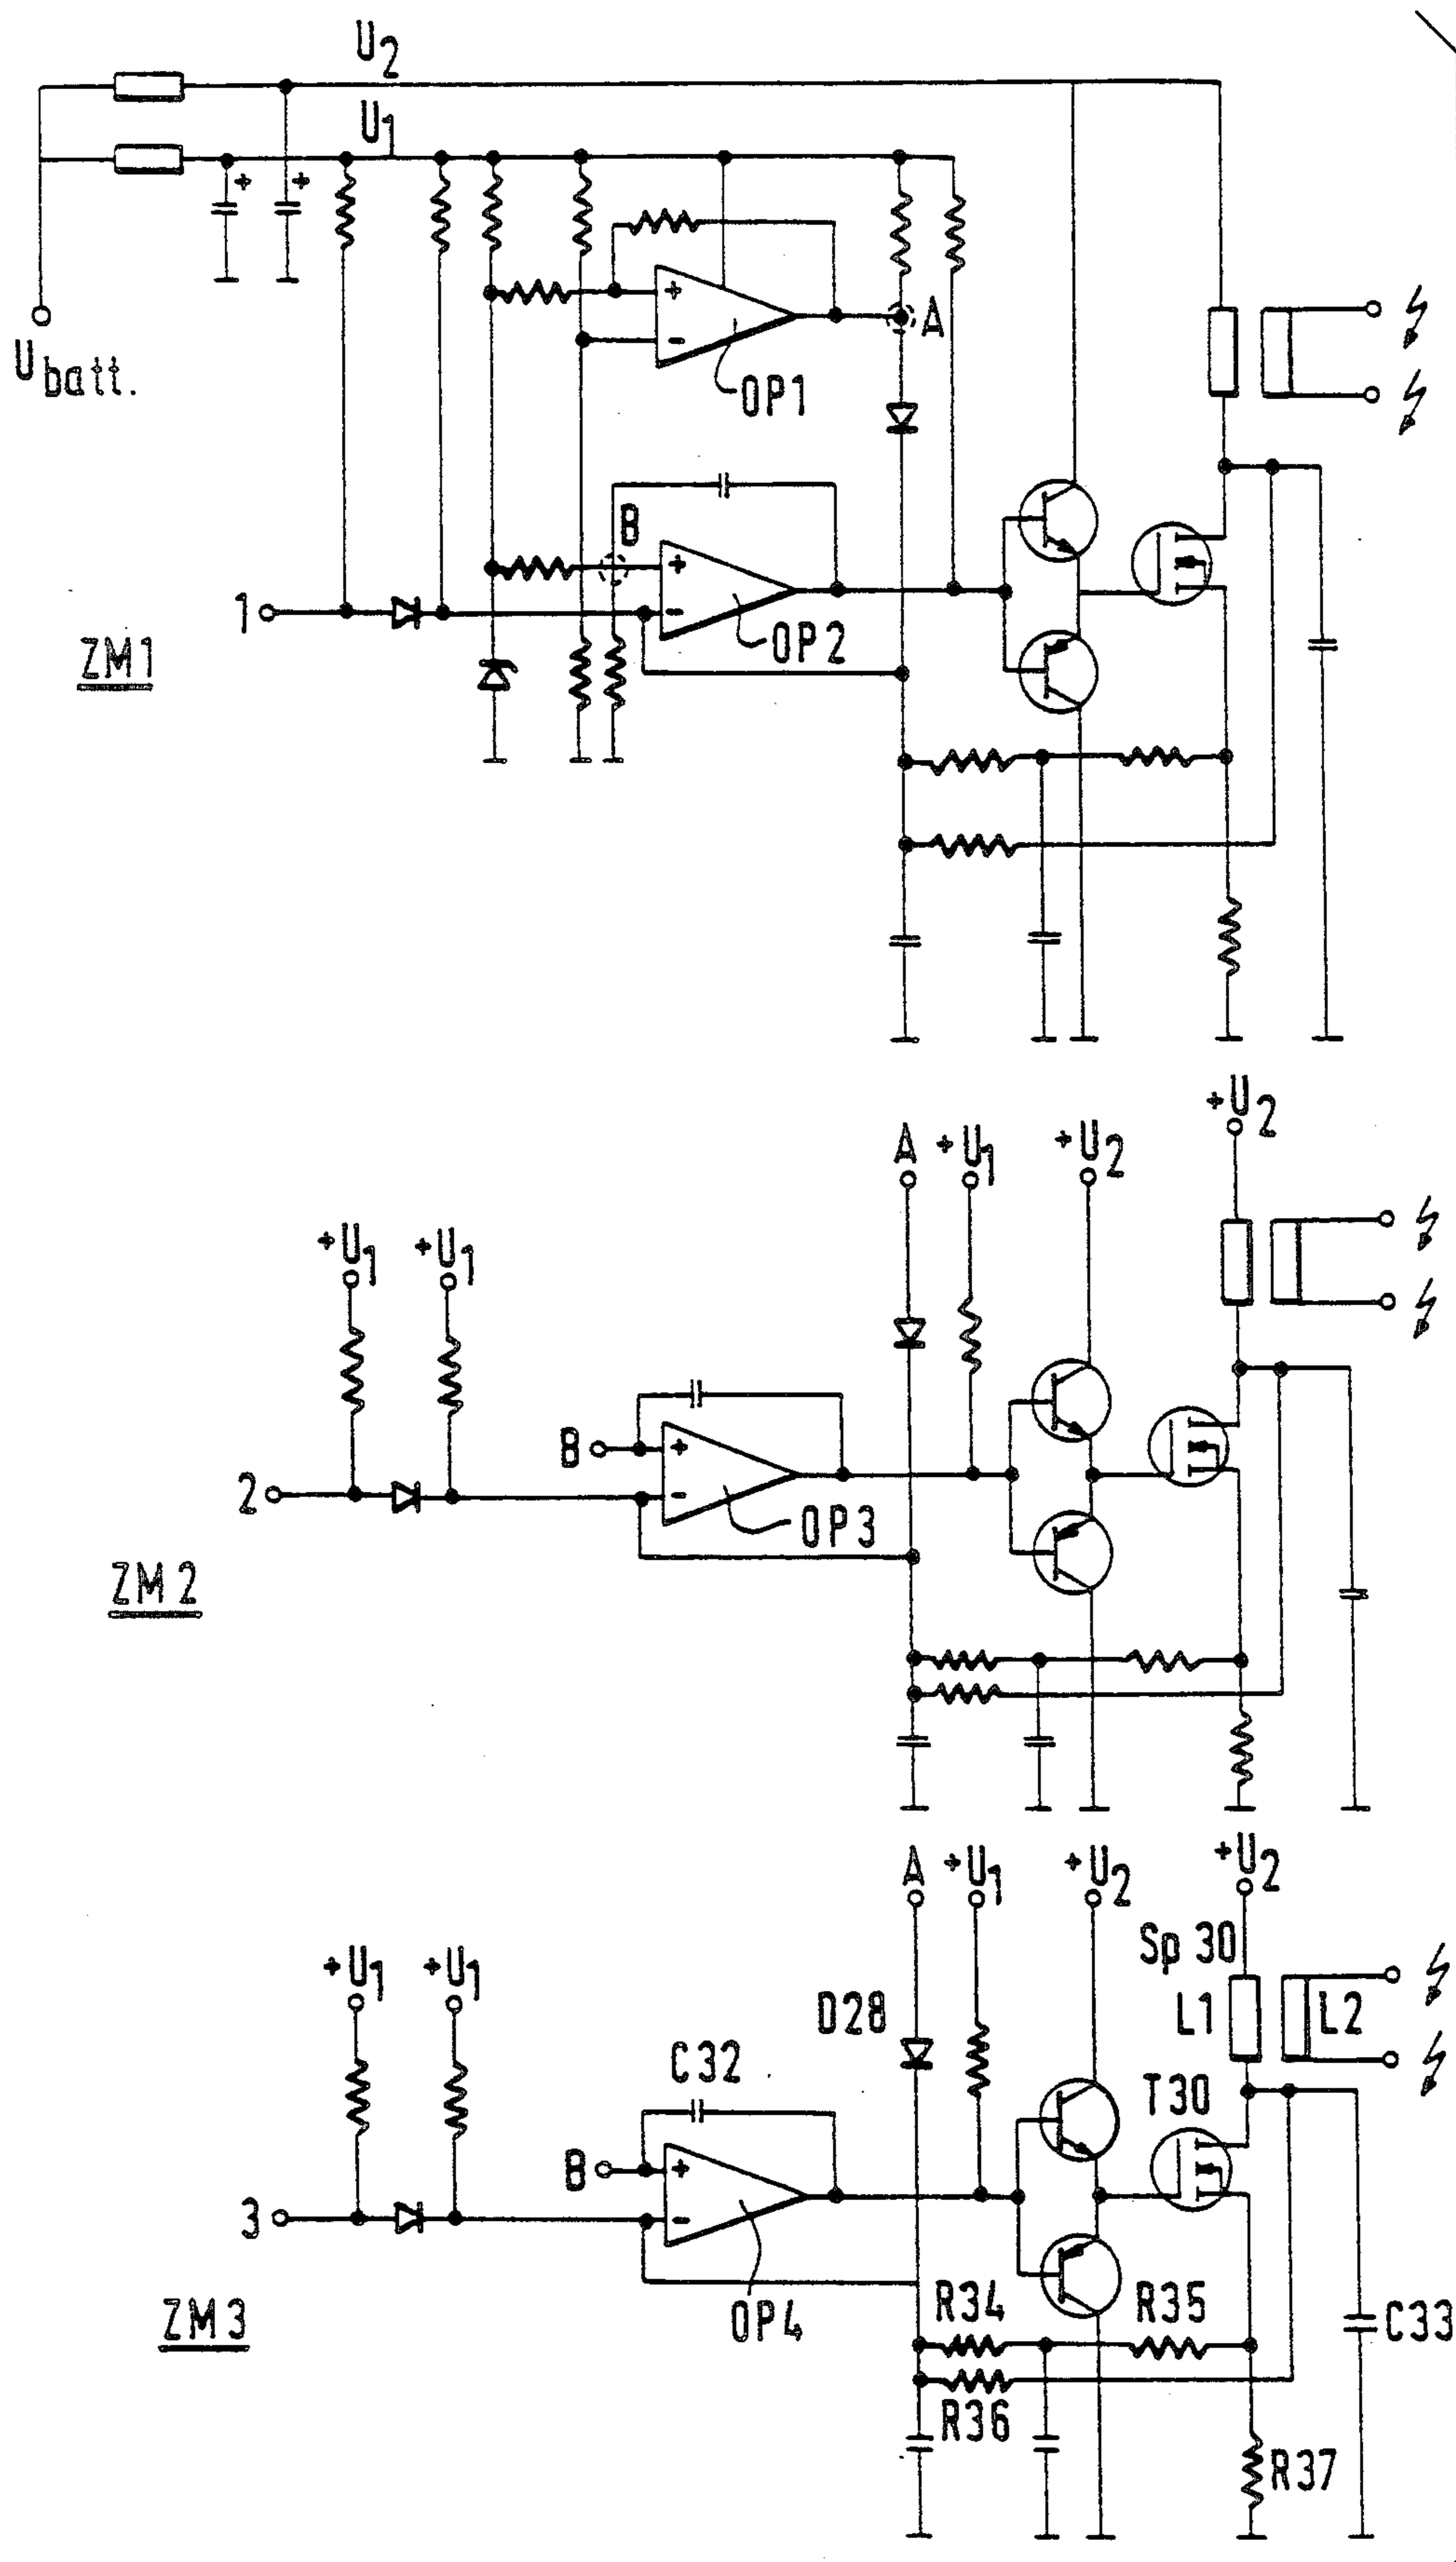 U2
U1
+ +
+
A
-
Ubatt.
OP1
B
+
1
-
OP2
ZM1
+U2
A +U1 +U2
+U1 +U1
B
+
2
-
OP3
ZM2
+U2
A +U1 +U2
Sp 30
+U1 +U1
D28
L1 L2
C32
T30
B
+
3
-
R34 R35
OP4
C33
ZM3
R36
R37